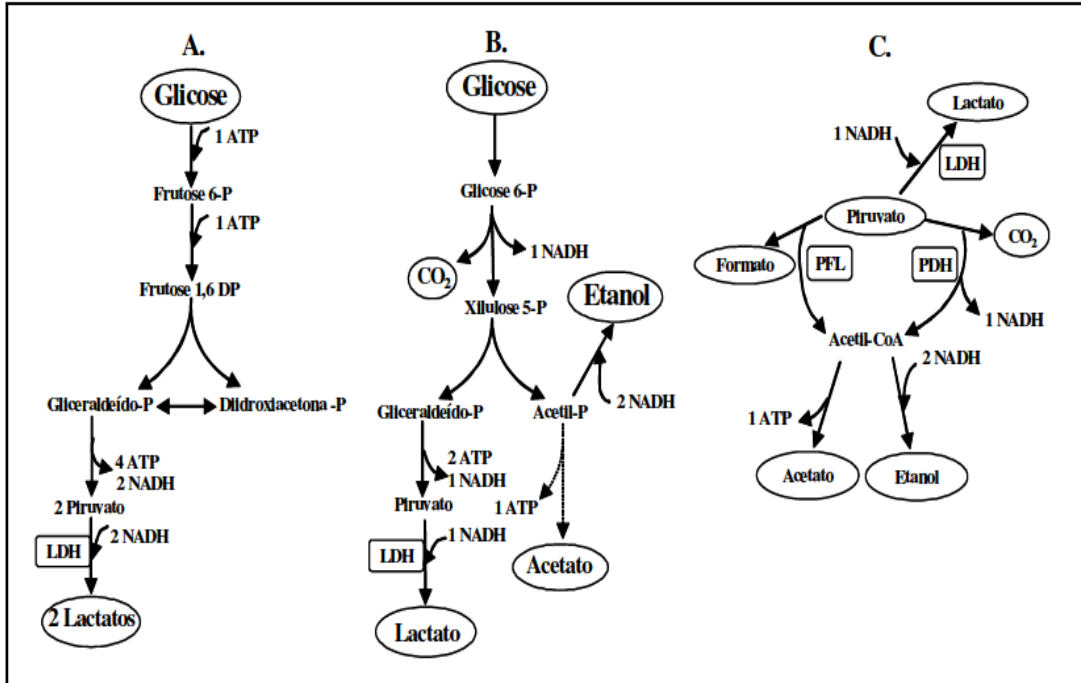 A.
Glicose
1 ATP
Frutose 6-P
1 ATP
Frutose 1,6 DP
Gliceraldeído-P
Diidroxiacetona -P
4 ATP
2 NADH
2 Piruvato
2 NADH
LDH
2 Lactatos
B.
Glicose
Glicose 6-P
1 NADH
CO2
Xilulose 5-P
Etanol
Gliceraldeído-P
Acetil-P
2 NADH
2 ATP
1 NADH
1 ATP
Piruvato
1 NADH
LDH
Acetato
Lactato
C.
Lactato
1 NADH
LDH
Piruvato
CO2
Formato
PFL
PDH
1 NADH
Acetil-CoA
2 NADH
1 ATP
Acetato
Etanol